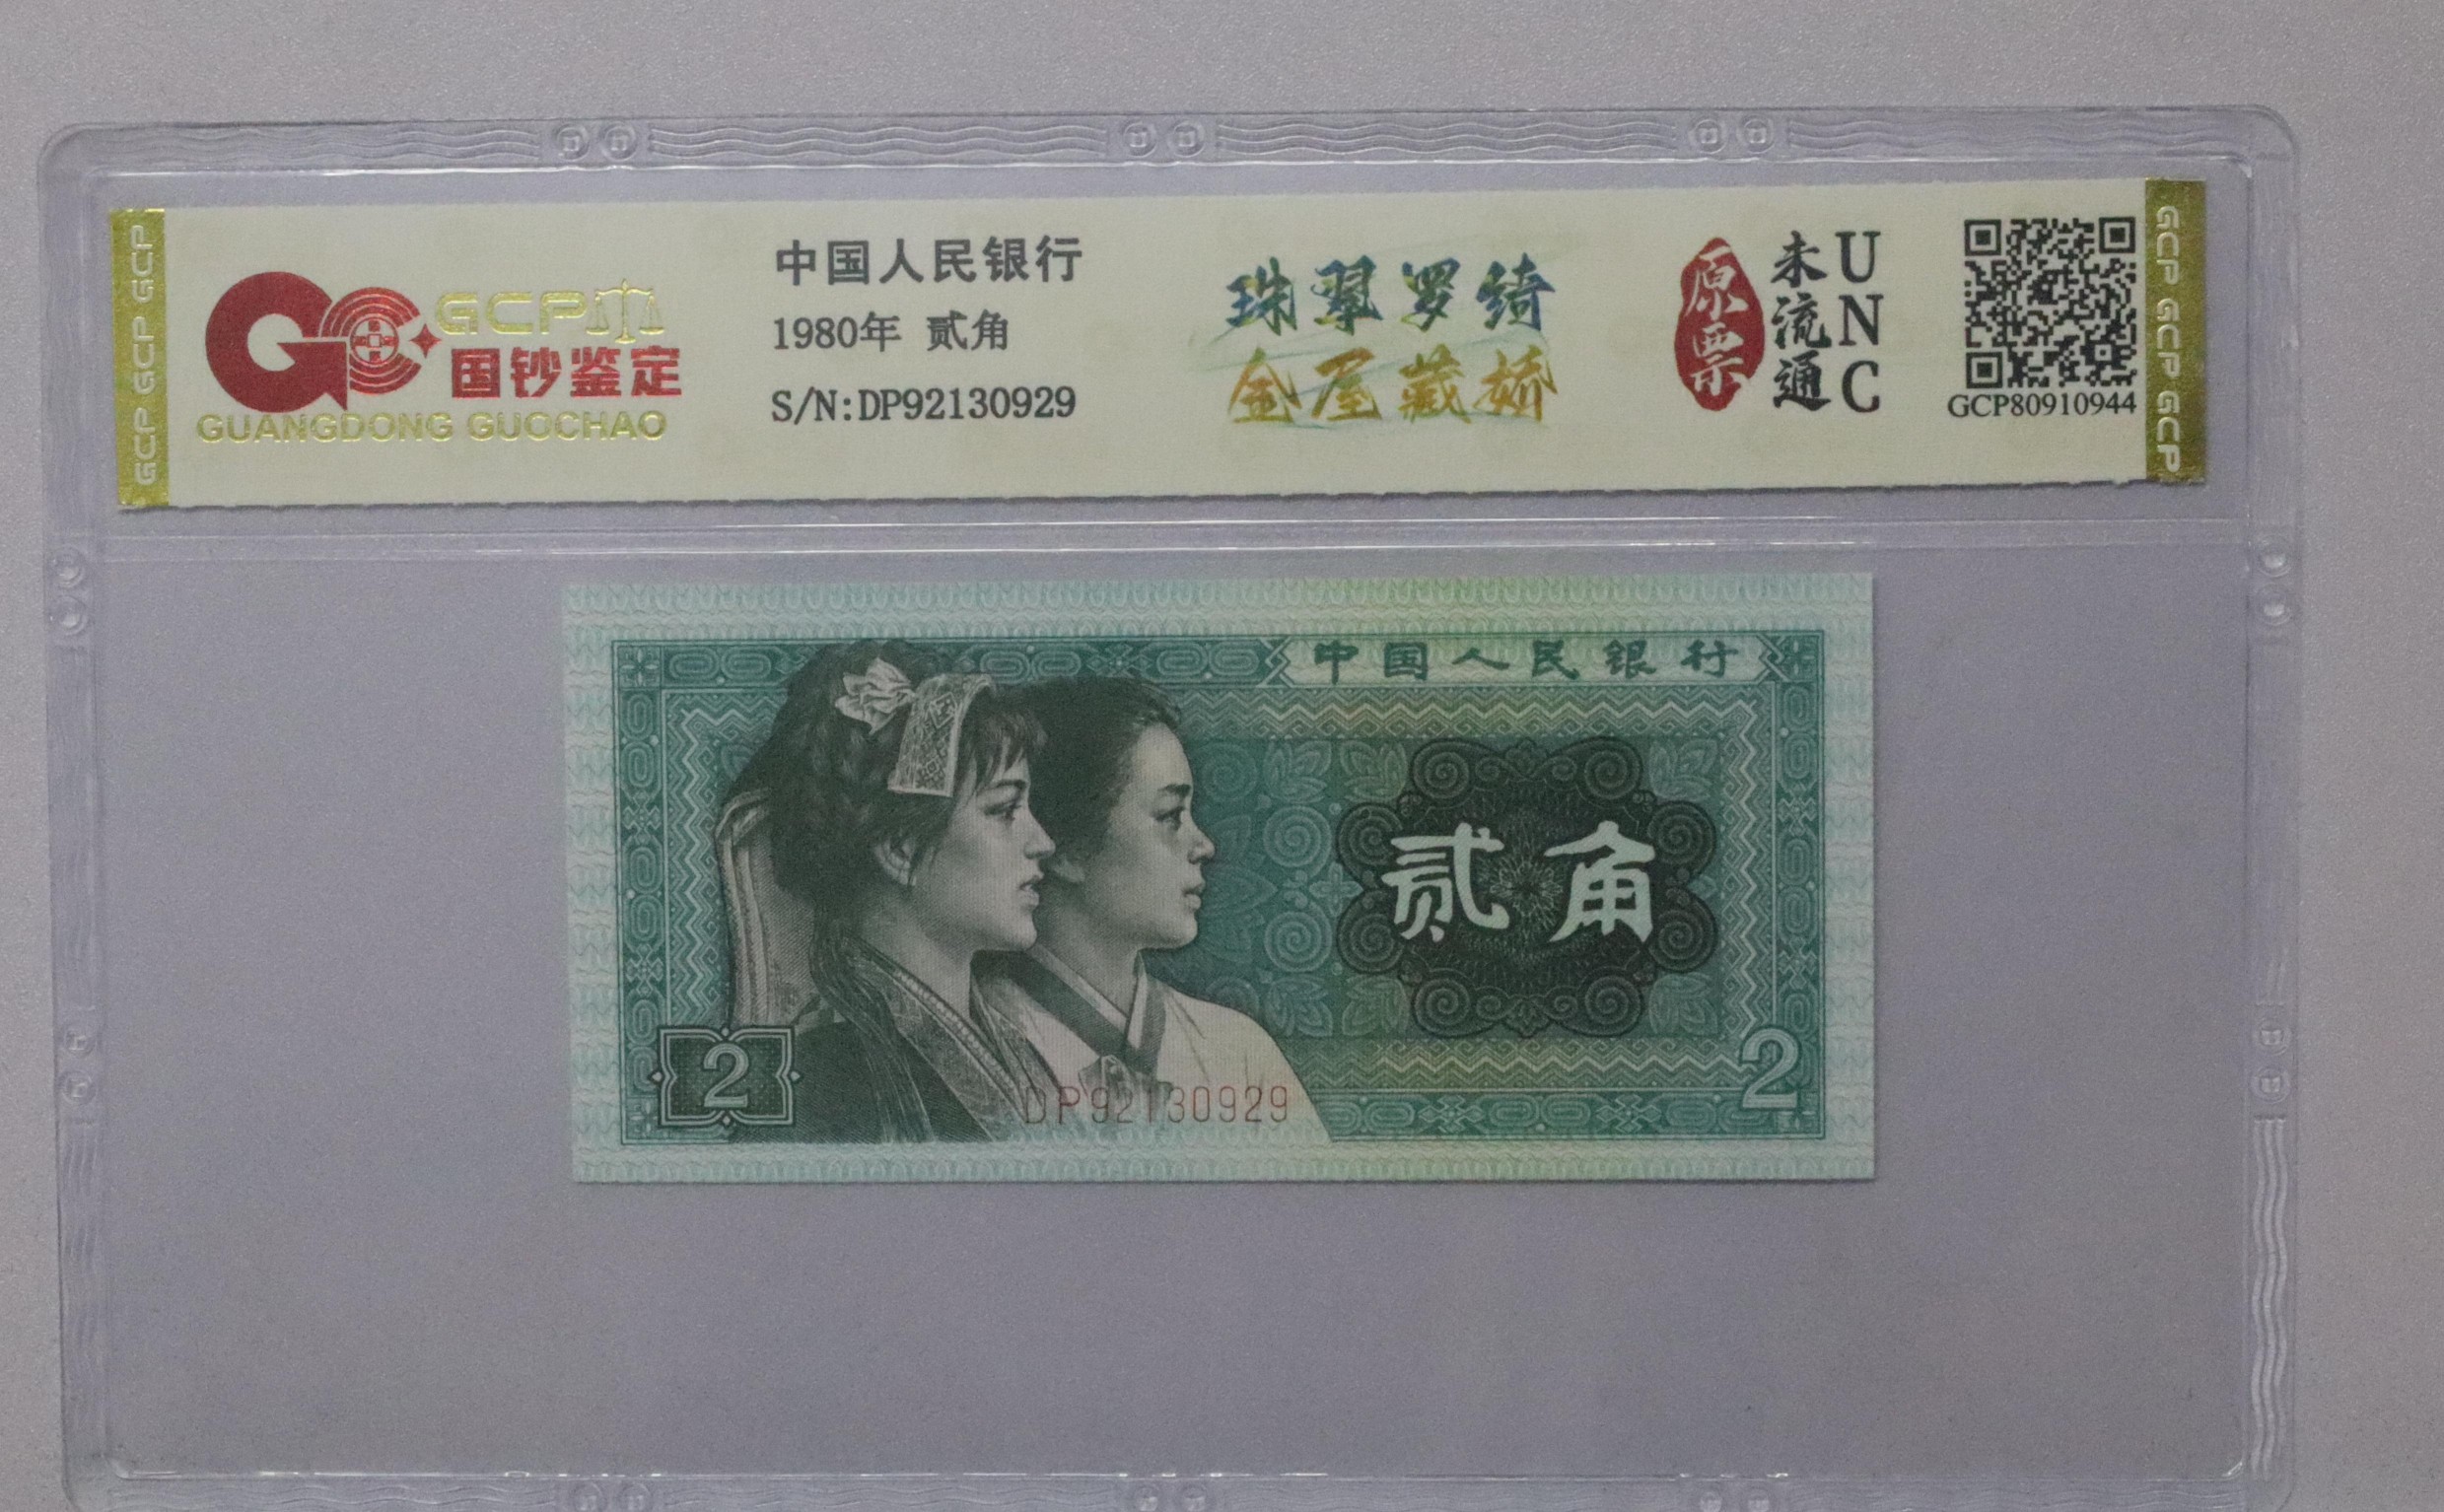 GCP GCP GCP
GCP
国钞鉴定
GUANGDONG GUOCHAO
中国人民银行
1980年 贰角
S/N:DP92130929
珠翠罗绮
金屋藏娇
原票
未流通
UNC
GCP80910944
GCP GCP GCP
中国人民银行
贰角
2
2
DP92130929